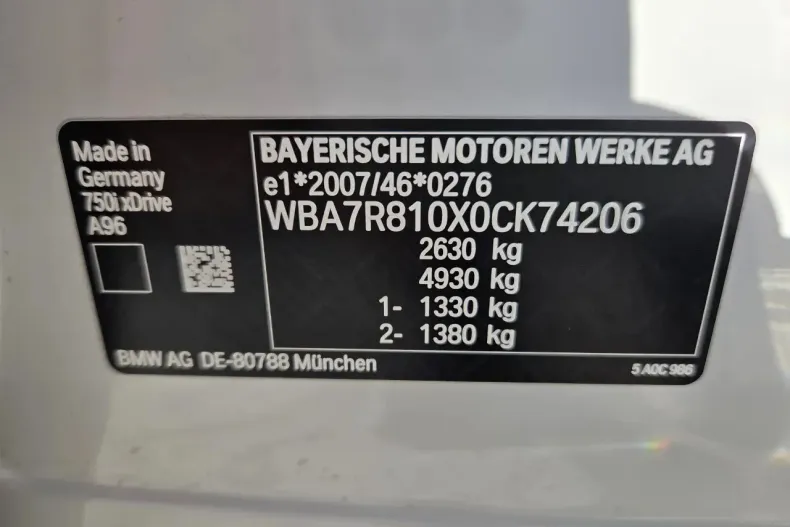 Made in
Germany
750i xDrive
A96
BAYERISCHE MOTOREN WERKE AG
e1*2007/46*0276
WBA7R810X0CK74206
2630 kg
4930 kg
1- 1330 kg
2- 1380 kg
BMW AG DE-80788 München
5 A0C 986